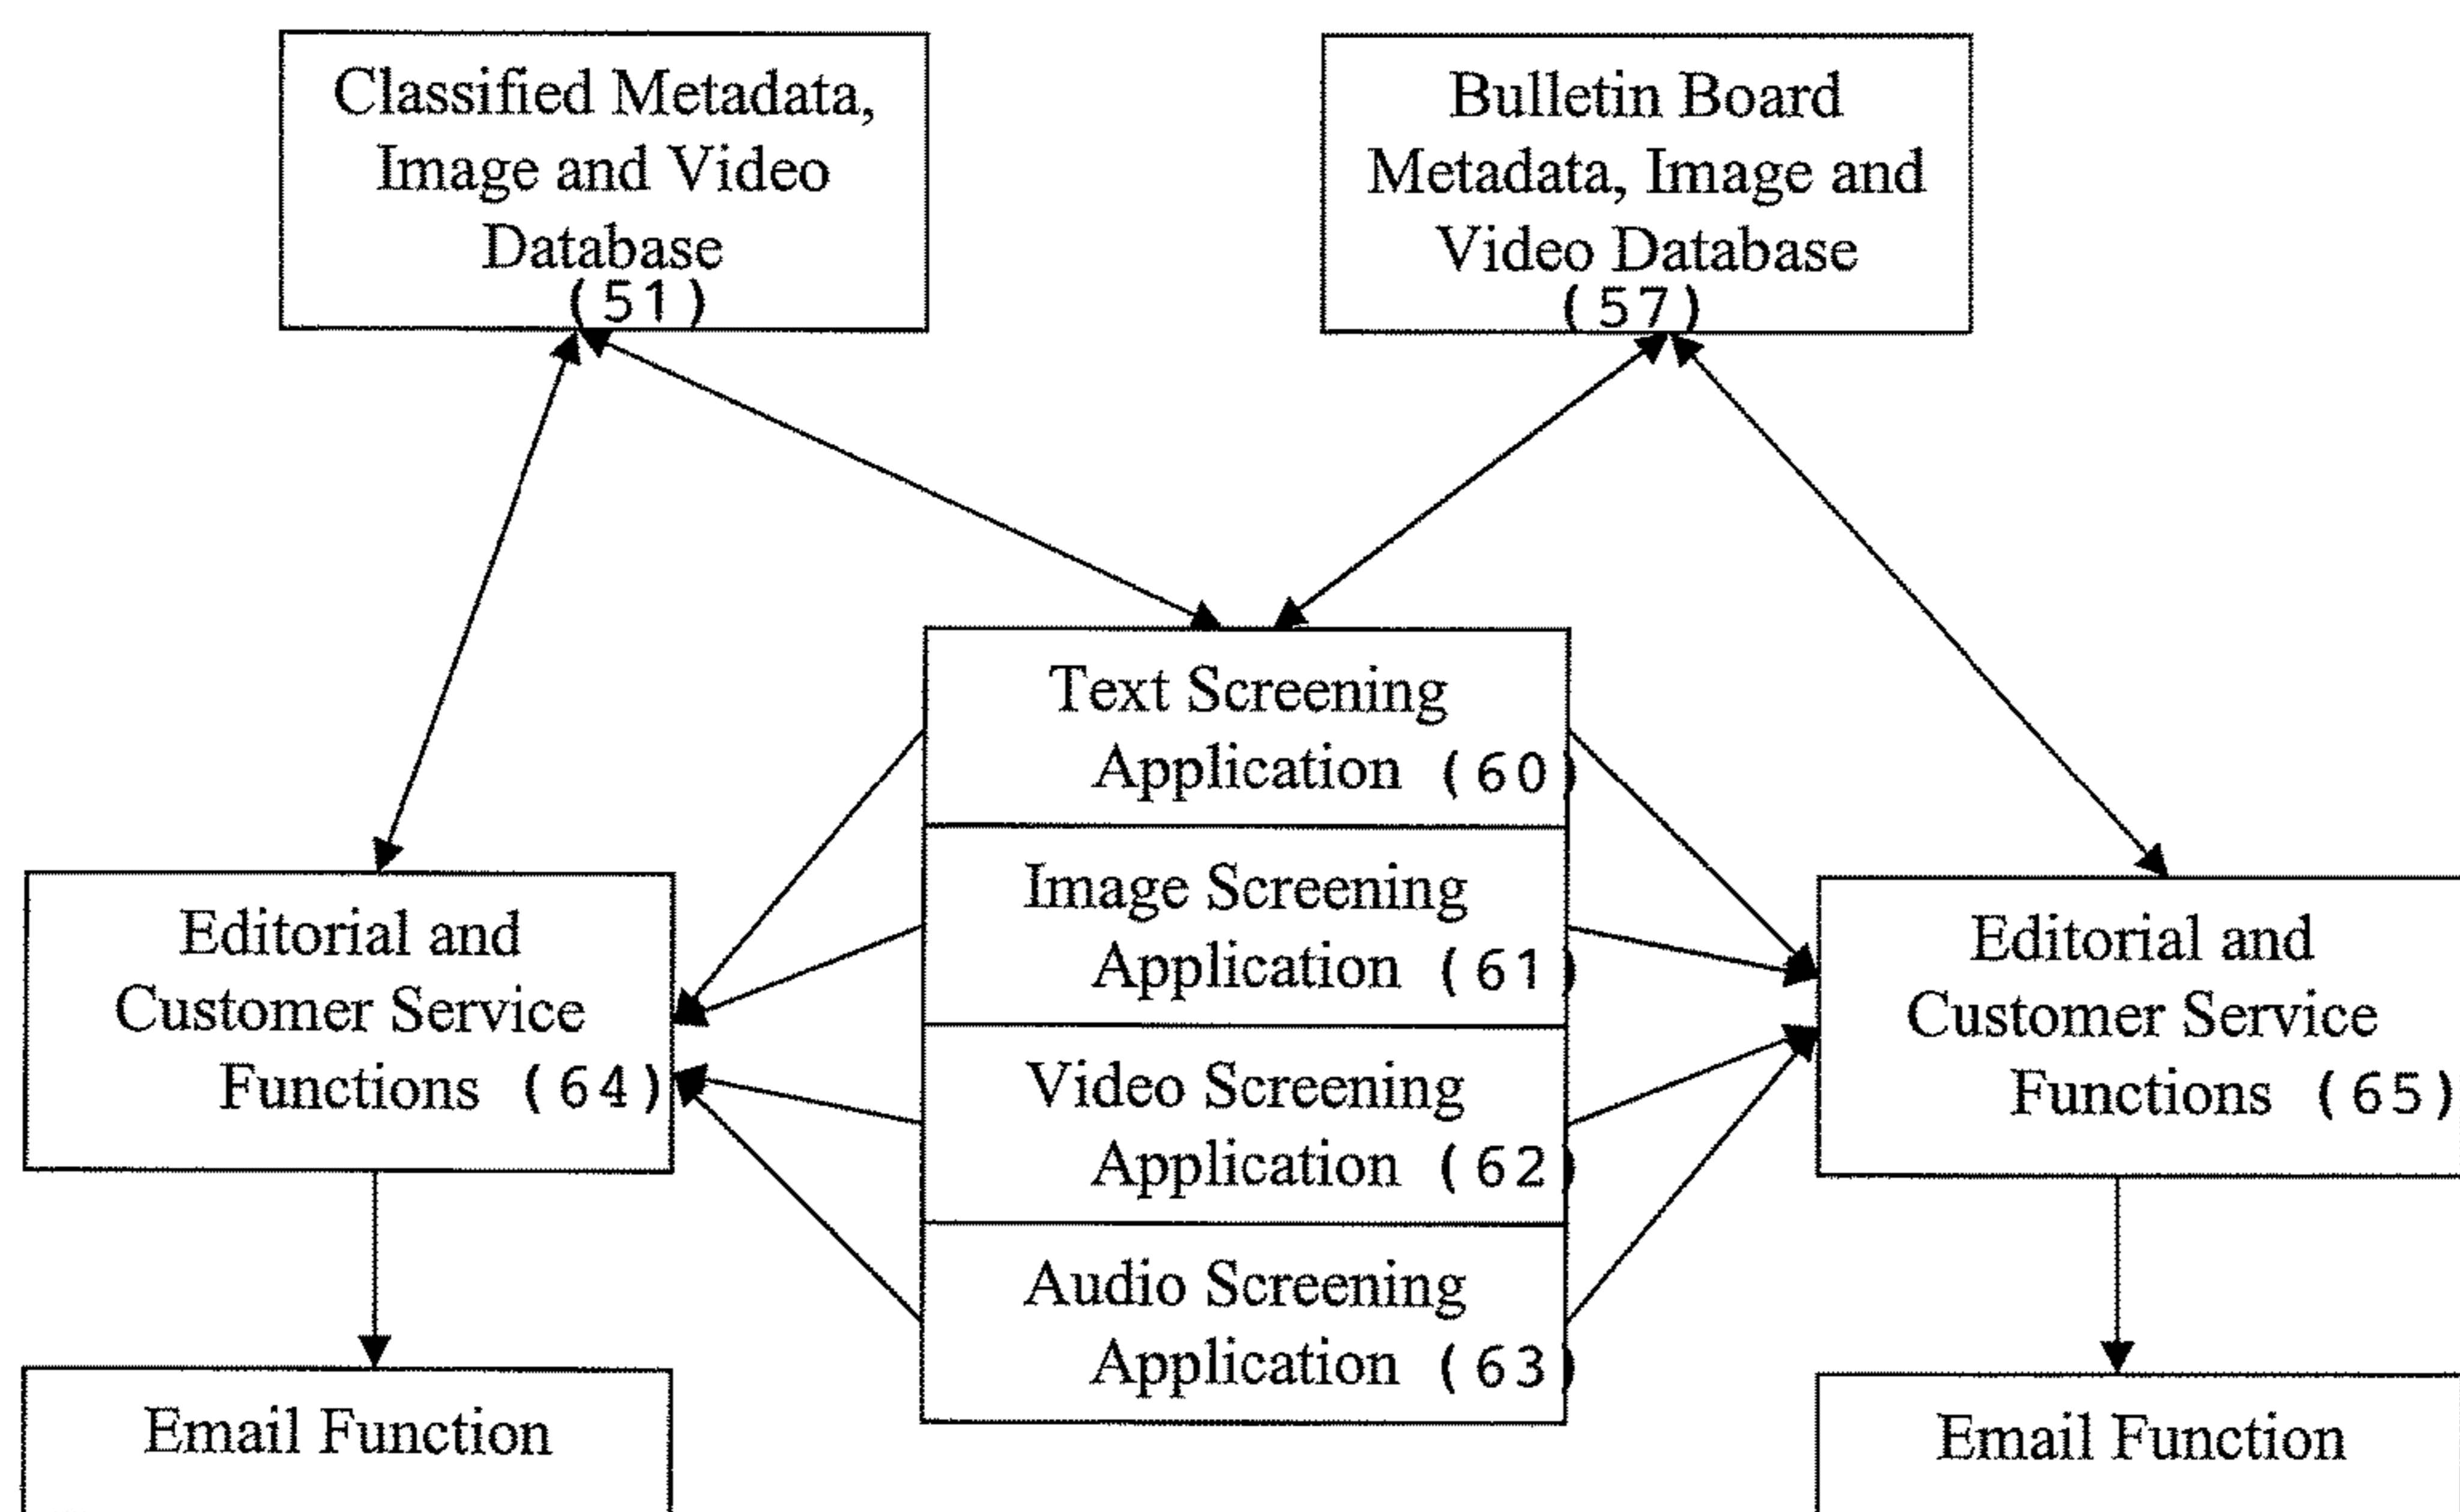 Classified Metadata,
Image and Video
Database
(51)
Bulletin Board
Metadata, Image and
Video Database
(57)
Text Screening
Application (60)
Image Screening
Application (61)
Video Screening
Application (62)
Audio Screening
Application (63)
Editorial and
Customer Service
Functions (64)
Editorial and
Customer Service
Functions (65)
Email Function
Email Function